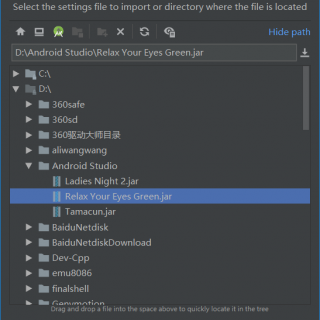 Select the settings file to import or directory where the file is located
Hide path
D:\Android Studio\Relax Your Eyes Green.jar
C:\
D:\
360safe
360sd
360驱动大师目录
aliwangwang
Android Studio
Ladies Night 2.jar
Relax Your Eyes Green.jar
Tamacun.jar
BaiduNetdisk
BaiduNetdiskDownload
Dev-Cpp
emu8086
finalshell
Genymotion
Drag and drop a file into the space above to quickly locate it in the tree